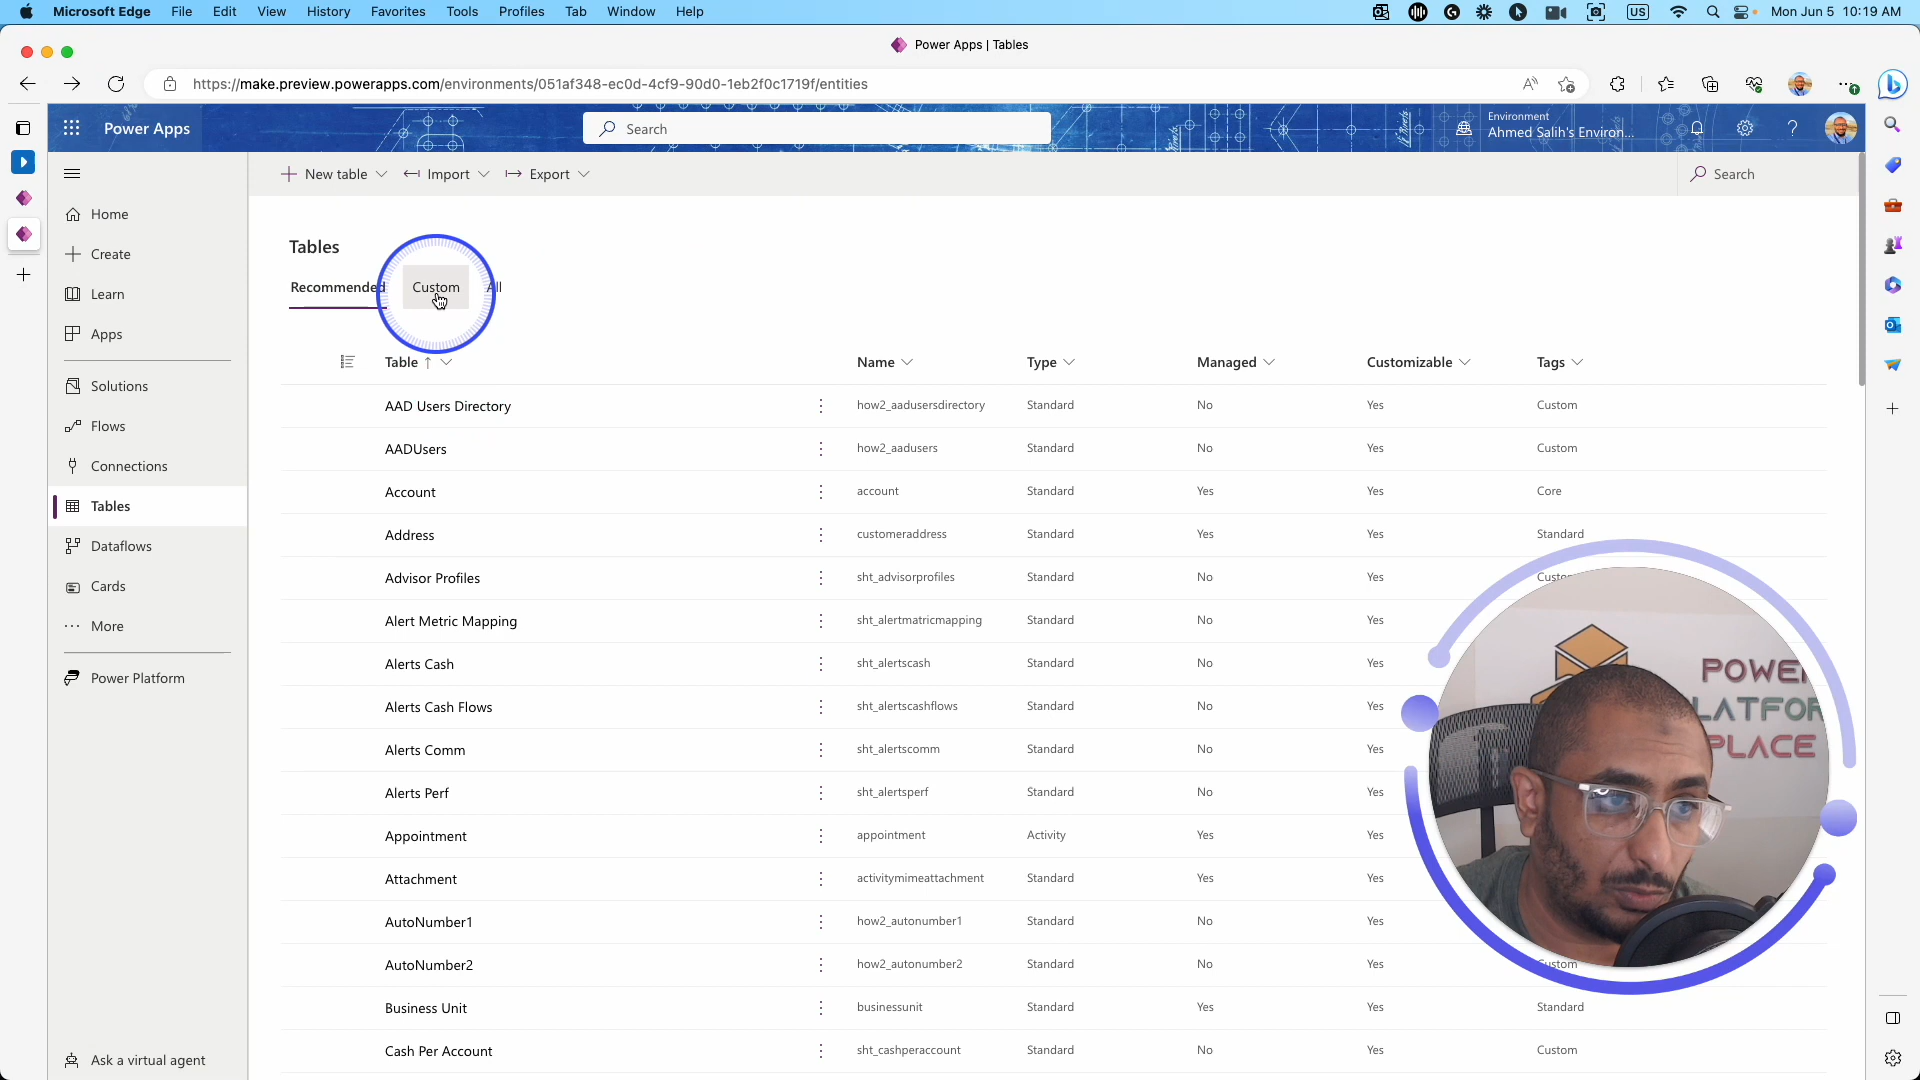 Microsoft Edge File Edit View History Favorites Tools Profiles Tab Window Help US Mon Jun 5 10:19 AM
Power Apps | Tables
https://make.preview.powerapps.com/environments/051af348-ec0d-4cf9-90d0-1eb2f0c1719f/entities
Power Apps
Search
Environment
Ahmed Salih's Environ...
New table Import Export Search
Home
Create
Learn
Apps
Solutions
Flows
Connections
Tables
Dataflows
Cards
More
Power Platform
Ask a virtual agent
Tables
Recommended Custom All
Table Name Type Managed Customizable Tags
AAD Users Directory how2_aadusersdirectory Standard No Yes Custom
AADUsers how2_aadusers Standard No Yes Custom
Account account Standard Yes Yes Core
Address customeraddress Standard Yes Yes Standard
Advisor Profiles sht_advisorprofiles Standard No Yes Custom
Alert Metric Mapping sht_alertmatricmapping Standard No Yes
Alerts Cash sht_alertscash Standard No Yes
Alerts Cash Flows sht_alertscashflows Standard No Yes
Alerts Comm sht_alertscomm Standard No Yes
Alerts Perf sht_alertsperf Standard No Yes
Appointment appointment Activity Yes Yes
Attachment activitymimeattachment Standard Yes Yes
AutoNumber1 how2_autonumber1 Standard No Yes
AutoNumber2 how2_autonumber2 Standard No Yes Custom
Business Unit businessunit Standard Yes Yes Standard
Cash Per Account sht_cashperaccount Standard No Yes Custom
POWER
PLATFORM
PLACE